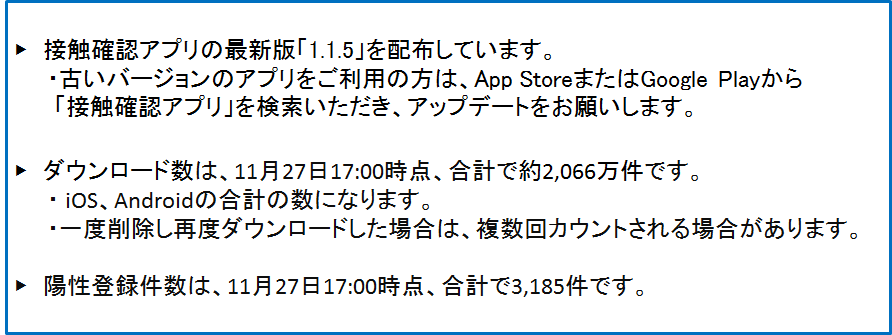 ▶ 接触確認アプリの最新版「1.1.5」を配布しています。
・古いバージョンのアプリをご利用の方は、App StoreまたはGoogle Playから
「接触確認アプリ」を検索いただき、アップデートをお願いします。
▶ ダウンロード数は、11月27日17:00時点、合計で約2,066万件です。
・ iOS、Androidの合計の数になります。
・一度削除し再度ダウンロードした場合は、複数回カウントされる場合があります。
▶ 陽性登録件数は、11月27日17:00時点、合計で3,185件です。